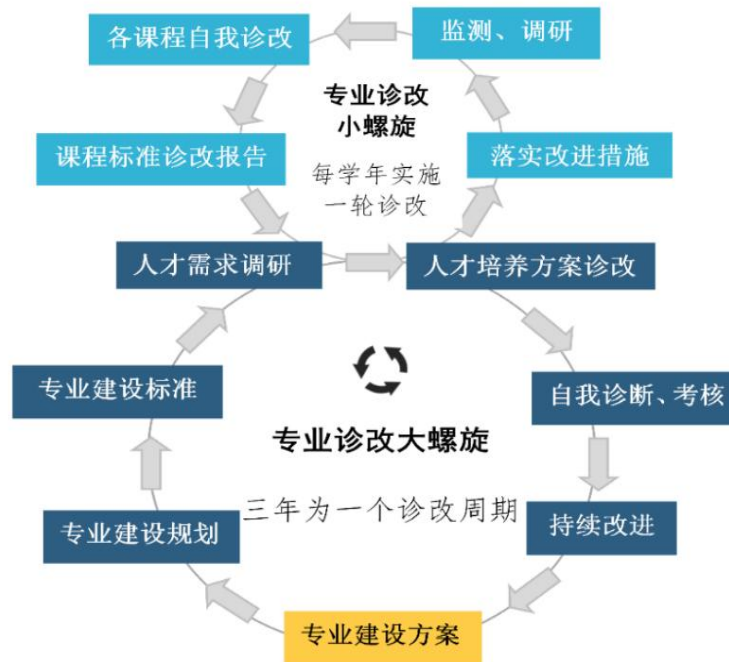 各课程自我诊改
监测、调研
专业诊改
小螺旋
课程标准诊改报告
落实改进措施
每学年实施
一轮诊改
人才需求调研
人才培养方案诊改
专业建设标准
自我诊断、考核
专业诊改大螺旋
三年为一个诊改周期
专业建设规划
持续改进
专业建设方案